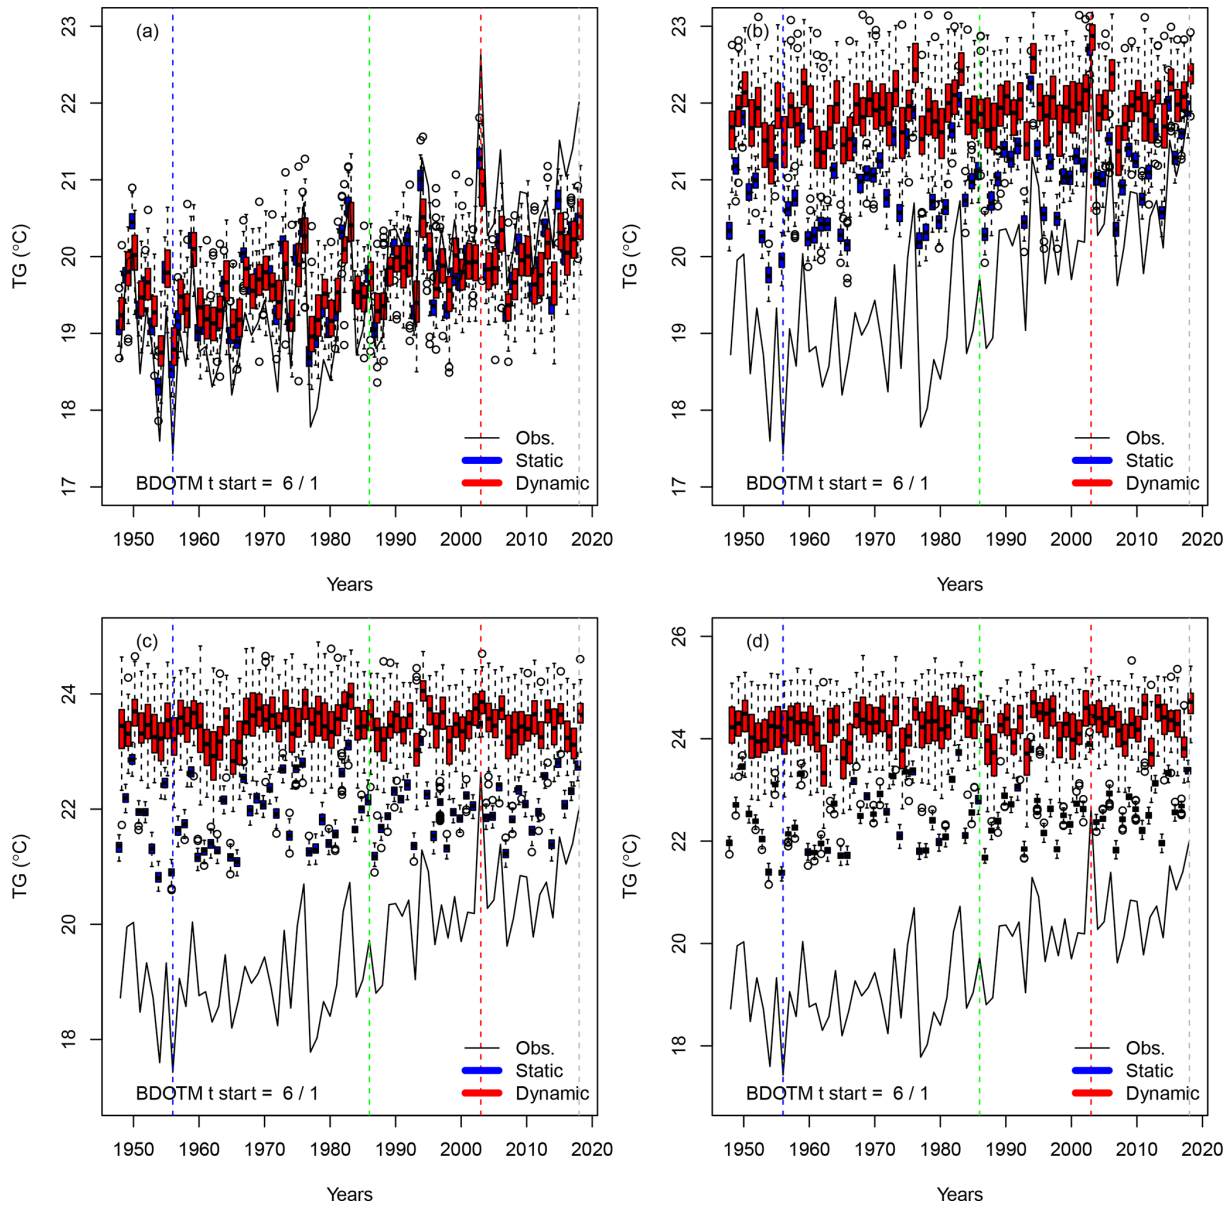 (a)
23
22
21
20
19
18
17
TG (°C)
Obs.
Static
Dynamic
BDOTM t start = 6 / 1
1950 1960 1970 1980 1990 2000 2010 2020
Years
(b)
23
22
21
20
19
18
17
TG (°C)
Obs.
Static
Dynamic
BDOTM t start = 6 / 1
1950 1960 1970 1980 1990 2000 2010 2020
Years
(c)
24
22
20
18
TG (°C)
Obs.
Static
Dynamic
BDOTM t start = 6 / 1
1950 1960 1970 1980 1990 2000 2010 2020
Years
(d)
26
24
22
20
18
TG (°C)
Obs.
Static
Dynamic
BDOTM t start = 6 / 1
1950 1960 1970 1980 1990 2000 2010 2020
Years